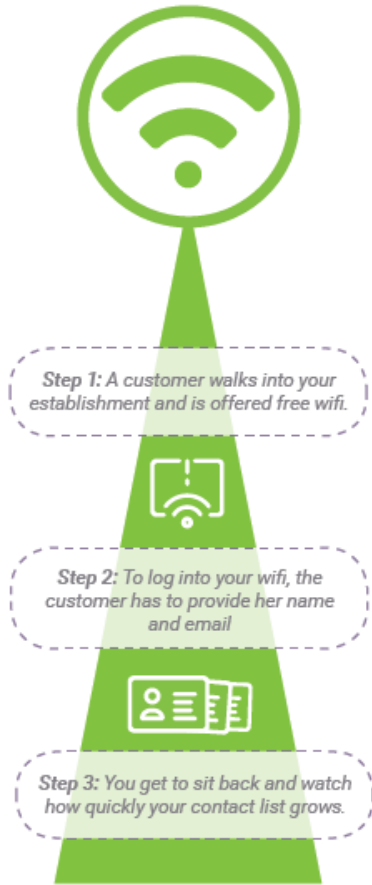 Step 1: A customer walks into your
establishment and is offered free wifi.
Step 2: To log into your wifi, the
customer has to provide her name
and email
Step 3: You get to sit back and watch
how quickly your contact list grows.